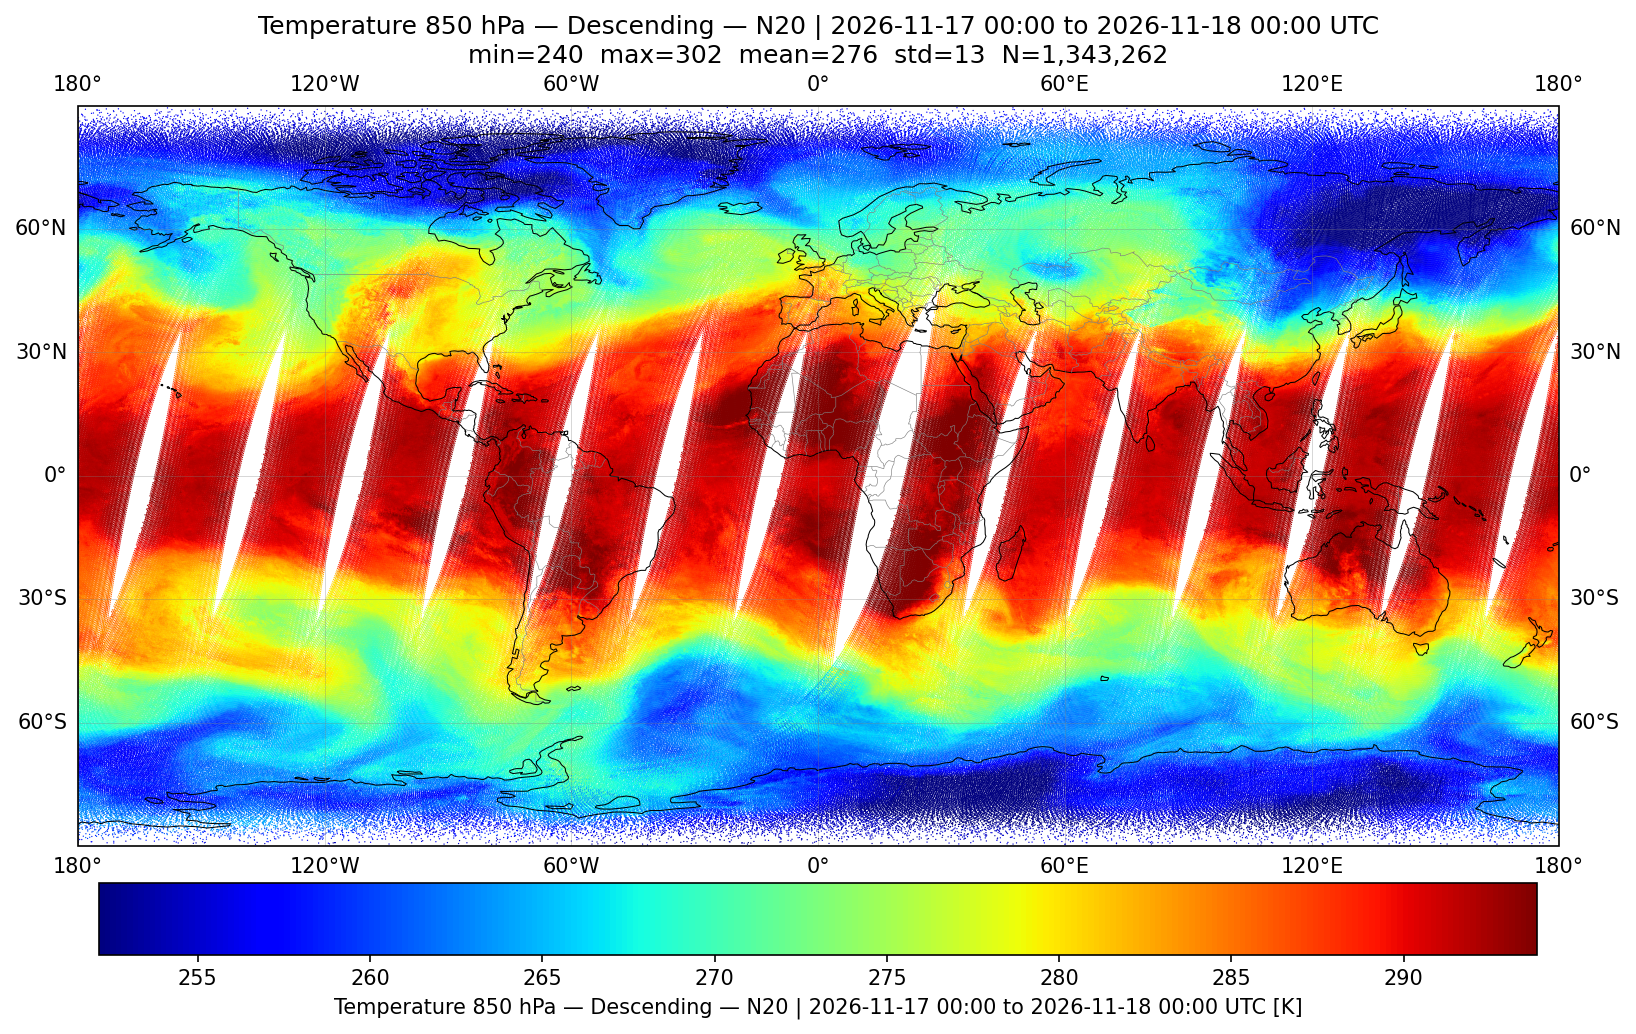 Temperature 850 hPa — Descending — N20 | 2026-11-17 00:00 to 2026-11-18 00:00 UTC
min=240 max=302 mean=276 std=13 N=1,343,262
180° 120°W 60°W 0° 60°E 120°E 180°
60°N 60°N
30°N 30°N
0° 0°
30°S 30°S
60°S 60°S
180° 120°W 60°W 0° 60°E 120°E 180°
255 260 265 270 275 280 285 290
Temperature 850 hPa — Descending — N20 | 2026-11-17 00:00 to 2026-11-18 00:00 UTC [K]